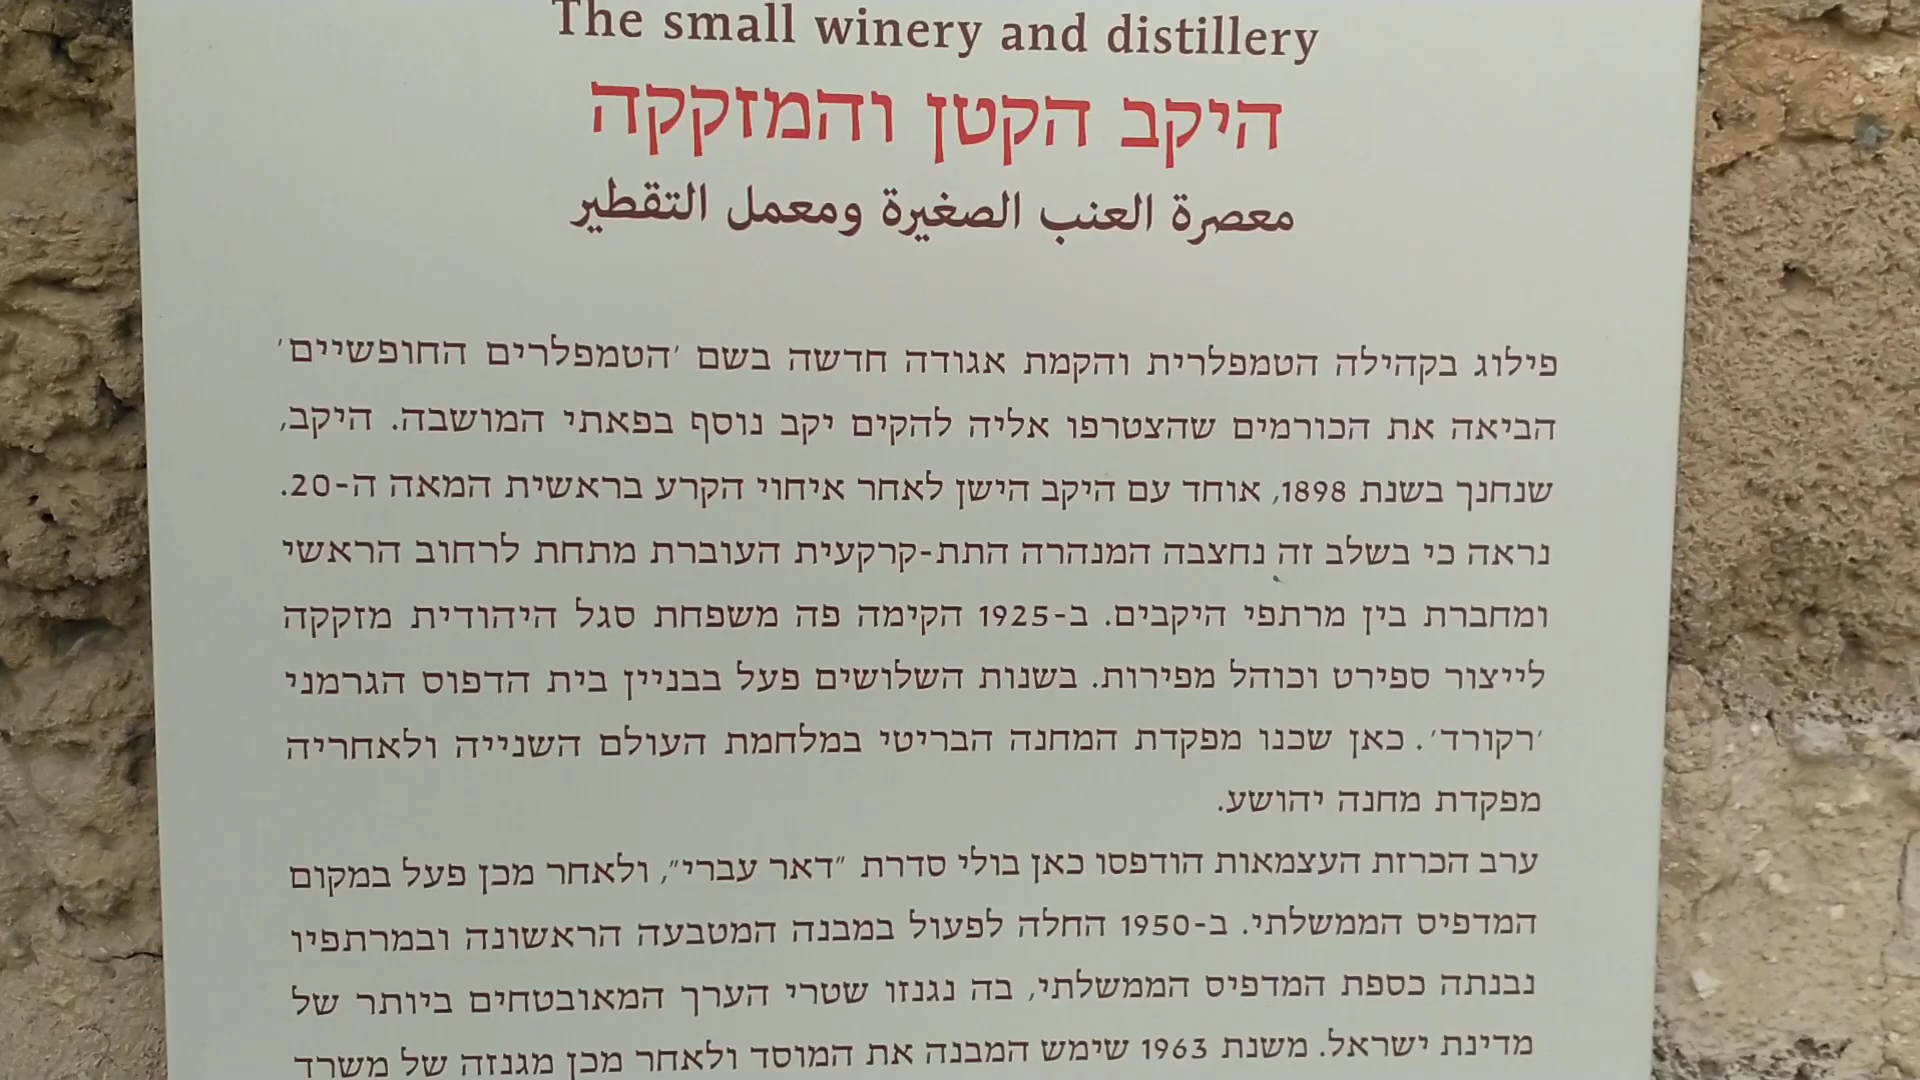 The small winery and distillery
היקב הקטן והמזקקה
معصرة العنب الصغيرة ومعمل التقطير
פילוג בקהילה הטמפלרית והקמת אגודה חדשה בשם 'הטמפלרים החופשיים'
הביאה את הכורמים שהצטרפו אליה להקים יקב נוסף בפאתי המושבה. היקב,
שנחנך בשנת 1898, אוחד עם היקב הישן לאחר איחוי הקרע בראשית המאה ה-20.
נראה כי בשלב זה נחצבה המנהרה התת-קרקעית העוברת מתחת לרחוב הראשי
ומחברת בין מרתפי היקבים. ב-1925 הקימה פה משפחת סגל היהודית מזקקה
לייצור ספירט וכוהל מפירות. בשנות השלושים פעל בבניין בית הדפוס הגרמני
'רקורד'. כאן שכנו מפקדת המחנה הבריטי במלחמת העולם השנייה ולאחריה
מפקדת מחנה יהושע.
ערב הכרזת העצמאות הודפסו כאן בולי סדרת "דאר עברי", ולאחר מכן פעל במקום
המדפיס הממשלתי. ב-1950 החלה לפעול במבנה המטבעה הראשונה ובמרתפיו
נבנתה כספת המדפיס הממשלתי, בה נגנזו שטרי הערך המאובטחים ביותר של
מדינת ישראל. משנת 1963 שימש המבנה את המוסד ולאחר מכן מגנזה של משרד